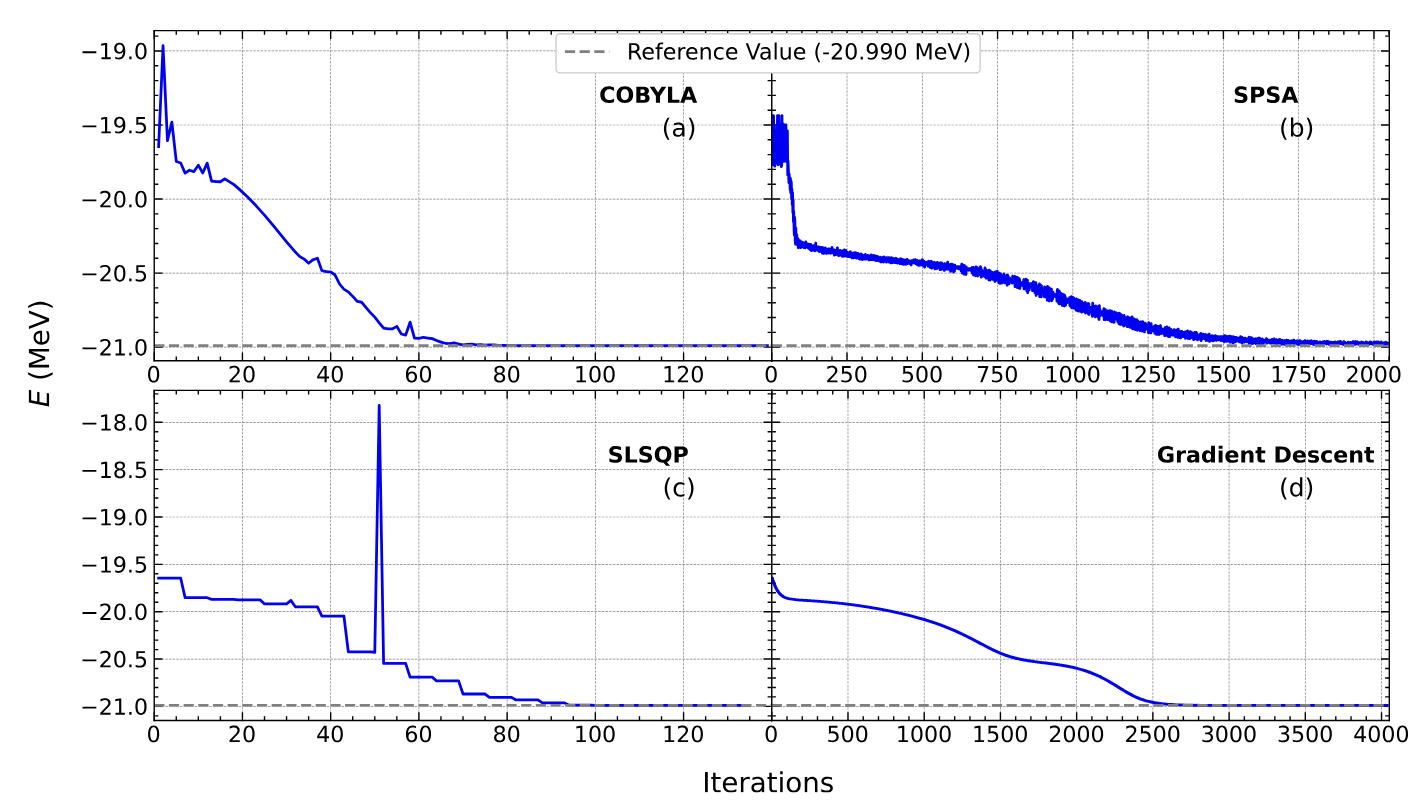 Reference Value (-20.990 MeV)
COBYLA
(a)
SPSA
(b)
−19.0
−19.5
−20.0
−20.5
−21.0
0 20 40 60 80 100 120
0 250 500 750 1000 1250 1500 1750 2000
E (MeV)
SLSQP
(c)
Gradient Descent
(d)
−18.0
−18.5
−19.0
−19.5
−20.0
−20.5
−21.0
0 20 40 60 80 100 120
0 500 1000 1500 2000 2500 3000 3500 4000
Iterations